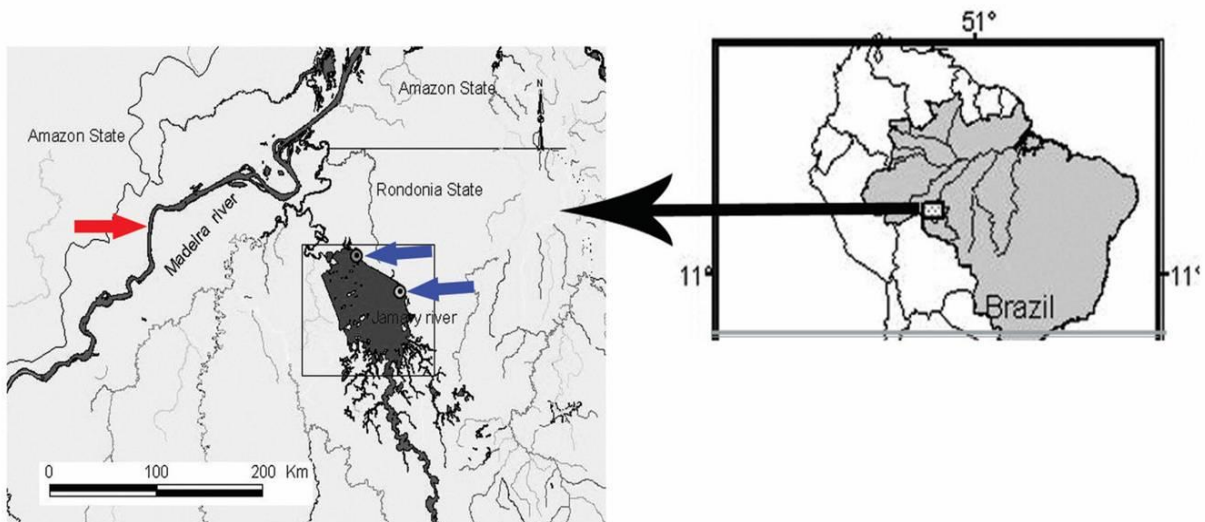 Amazon State
Amazon State
N
Rondonia State
Madeira river
Jamary river
0 100 200 Km
51°
11°
11°
Brazil